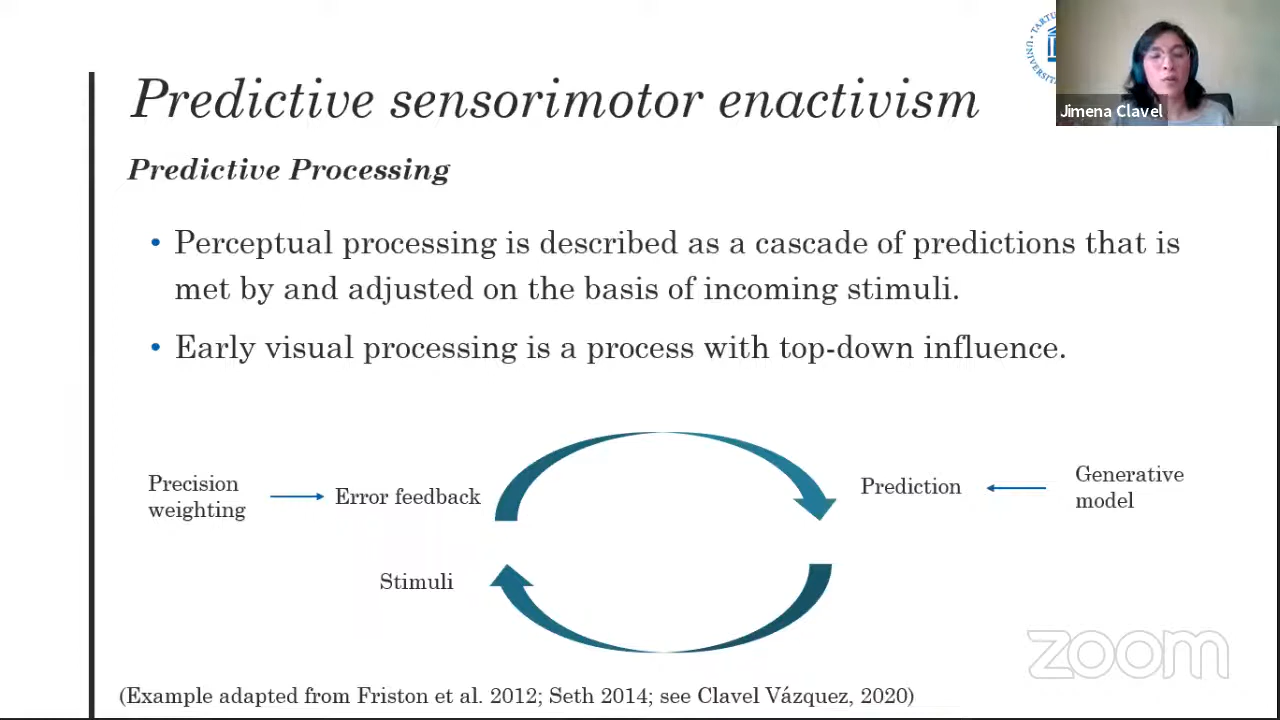 Predictive sensorimotor enactivism
TARTU
UNIVERSITA
Jimena Clavel
Predictive Processing
• Perceptual processing is described as a cascade of predictions that is
met by and adjusted on the basis of incoming stimuli.
• Early visual processing is a process with top-down influence.
Precision
weighting
Error feedback
Prediction
Generative
model
Stimuli
zoom
(Example adapted from Friston et al. 2012; Seth 2014; see Clavel Vázquez, 2020)